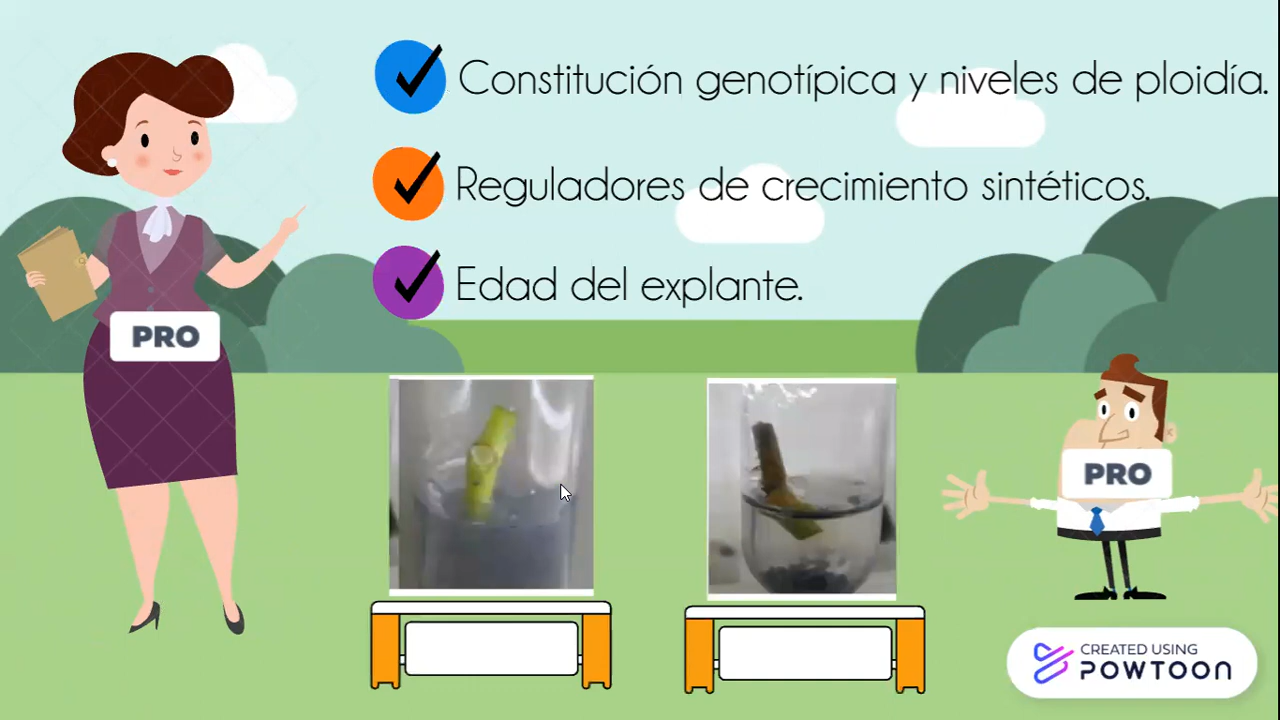 Constitución genotípica y niveles de ploidía.
Reguladores de crecimiento sintéticos.
Edad del explante.
PRO
PRO
CREATED USING
POWTOON